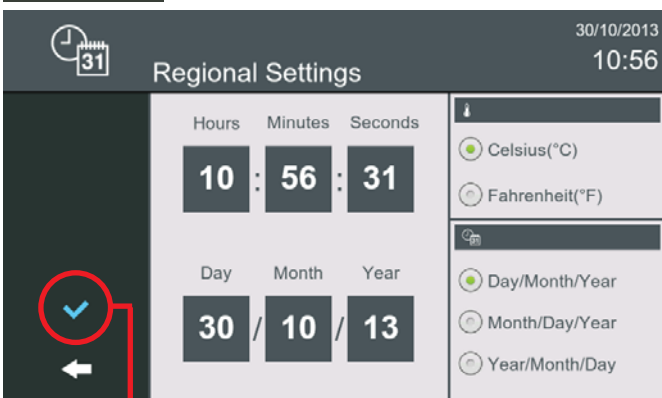 31
Regional Settings
30/10/2013
10:56
Hours Minutes Seconds
10 : 56 : 31
Day Month Year
30 / 10 / 13
Celsius(°C)
Fahrenheit(°F)
31
Day/Month/Year
Month/Day/Year
Year/Month/Day